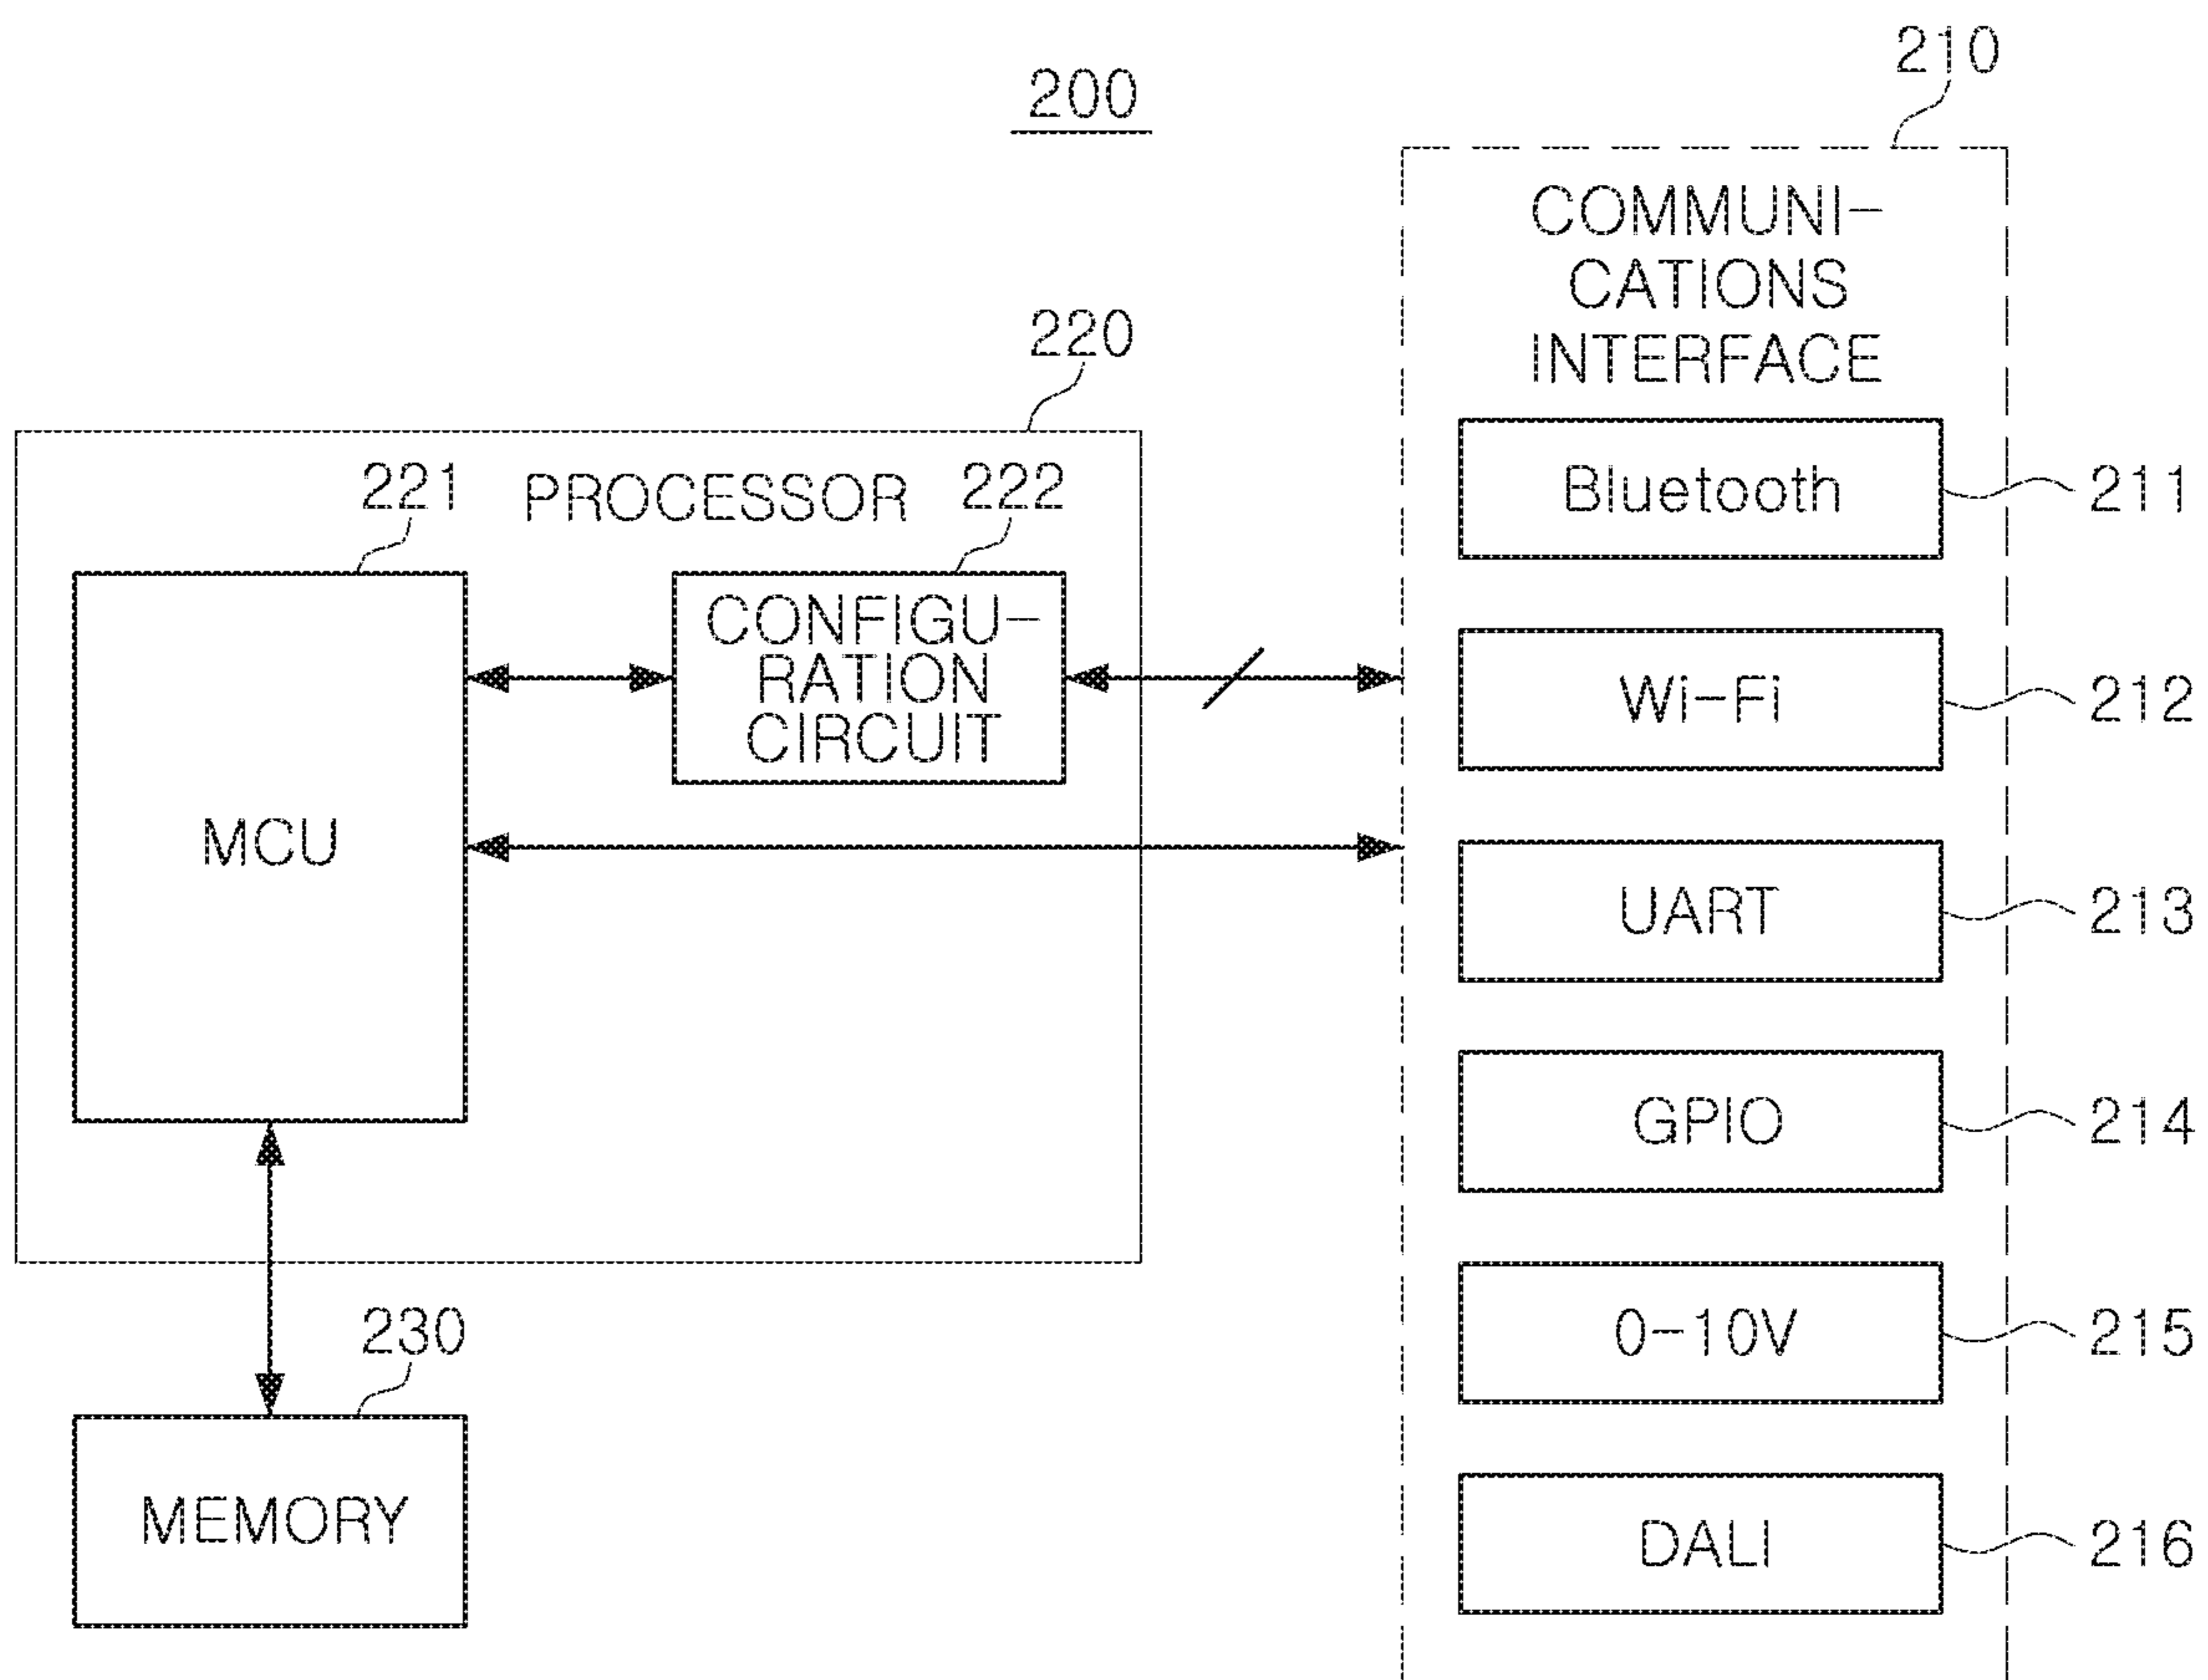 200
210
COMMUNI-
CATIONS
INTERFACE
220
PROCESSOR
221
222
MCU
CONFIGU-
RATION
CIRCUIT
Bluetooth
211
Wi-Fi
212
UART
213
GPIO
214
0-10V
215
DALI
216
230
MEMORY